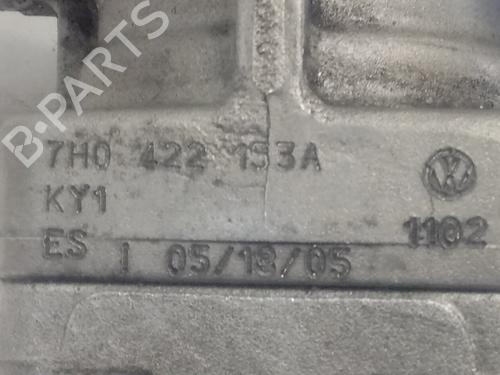 B-PARTS
7H0 422 153A
KY1
1102
ES I 05/18/05